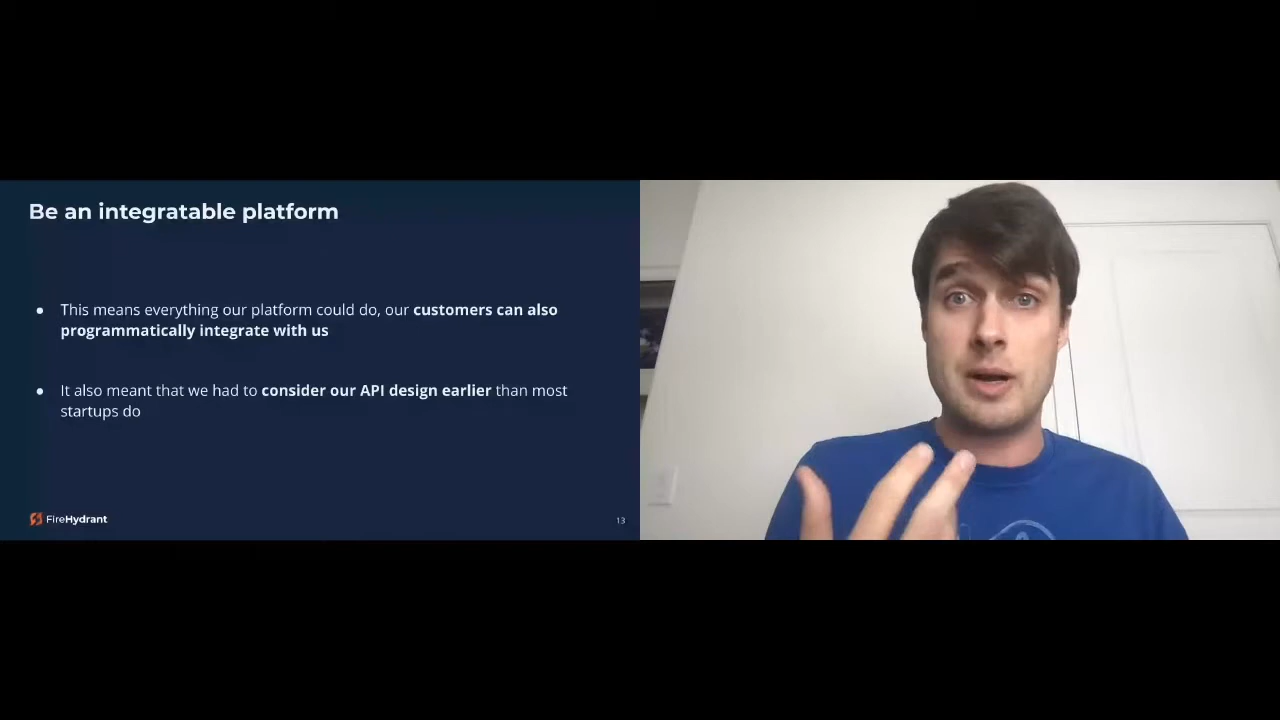 Be an integratable platform
● This means everything our platform could do, our customers can also
programmatically integrate with us
● It also meant that we had to consider our API design earlier than most
startups do
FireHydrant
13